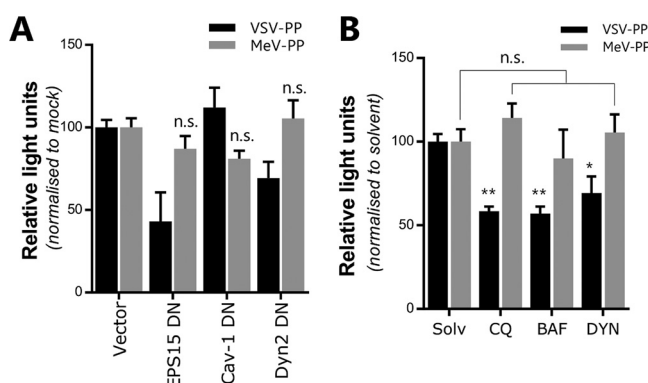 A
VSV-PP
MeV-PP
Relative light units
(normalised to mock)
150
100
50
0
n.s.
n.s.
n.s.
Vector
EPS15 DN
Cav-1 DN
Dyn2 DN
B
VSV-PP
MeV-PP
Relative light units
(normalised to solvent)
150
100
50
0
n.s.
**
**
*
Solv CQ BAF DYN